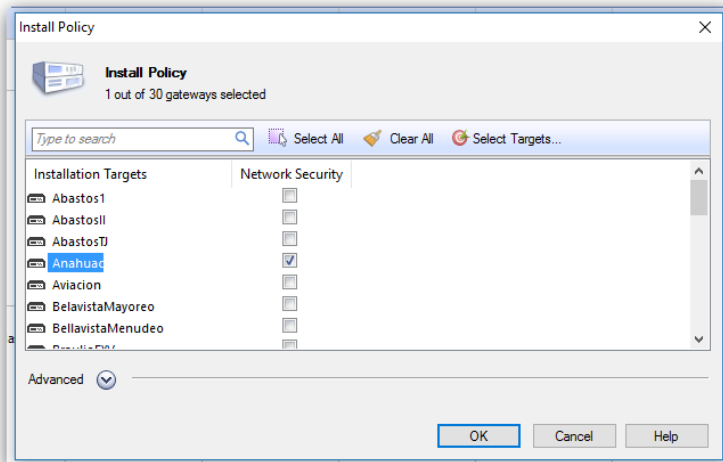 Install Policy
Install Policy
1 out of 30 gateways selected
Type to search Select All Clear All Select Targets...
Installation Targets Network Security
Abastos1
AbastosII
AbastosTJ
Anahuac
Aviacion
BelavistaMayoreo
BellavistaMenudeo
Advanced
OK Cancel Help